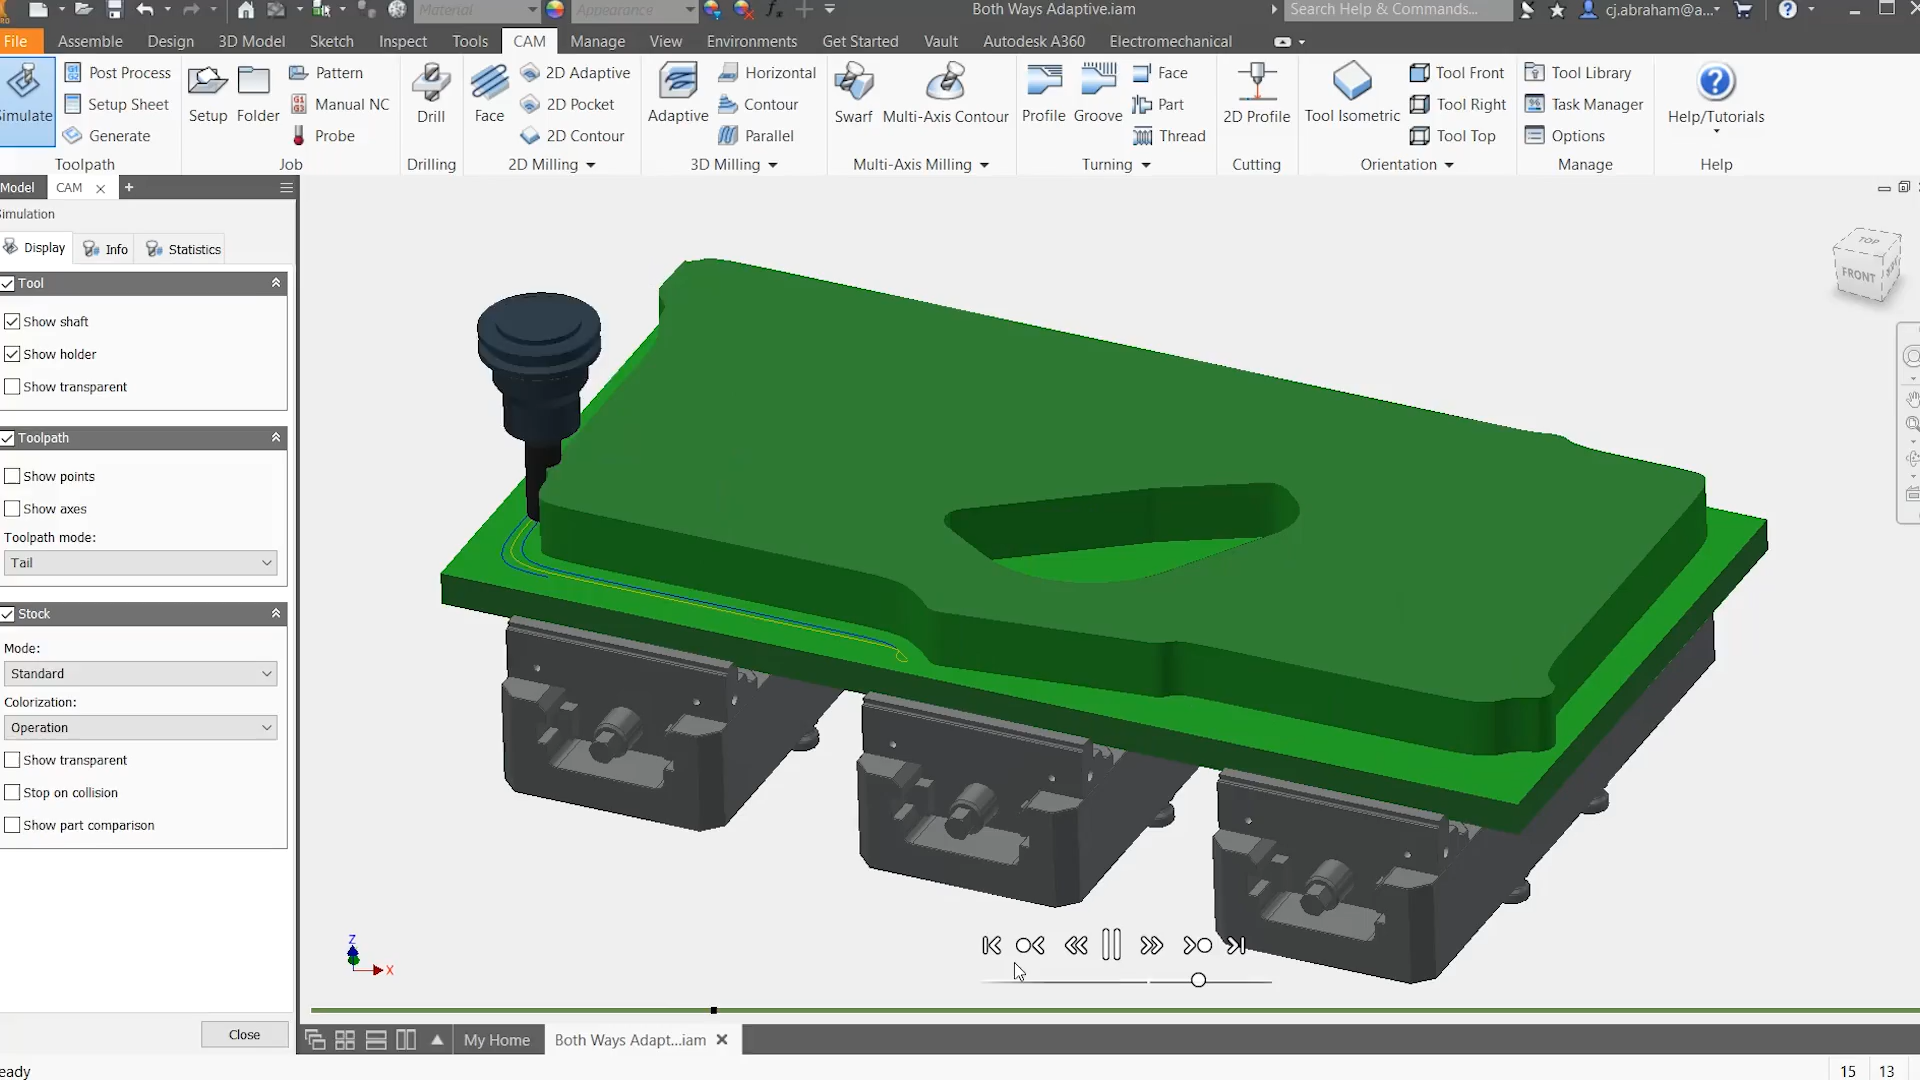 Material
Appearance
Both Ways Adaptive.iam
Search Help & Commands...
cj.abraham@a...
File
Assemble
Design
3D Model
Sketch
Inspect
Tools
CAM
Manage
View
Environments
Get Started
Vault
Autodesk A360
Electromechanical
Simulate
Post Process
Setup Sheet
Generate
Toolpath
Setup
Folder
Pattern
Manual NC
Probe
Job
Drill
Drilling
Face
2D Adaptive
2D Pocket
2D Contour
2D Milling
Adaptive
Horizontal
Contour
Parallel
3D Milling
Swarf
Multi-Axis Contour
Multi-Axis Milling
Profile
Groove
Face
Part
Thread
Turning
2D Profile
Cutting
Tool Isometric
Tool Front
Tool Right
Tool Top
Orientation
Tool Library
Task Manager
Options
Manage
Help/Tutorials
Help
Model
CAM
Simulation
Display
Info
Statistics
Tool
Show shaft
Show holder
Show transparent
Toolpath
Show points
Show axes
Toolpath mode:
Tail
Stock
Mode:
Standard
Colorization:
Operation
Show transparent
Stop on collision
Show part comparison
Close
TOP
FRONT
Z
X
My Home
Both Ways Adapt...iam
eady
15
13